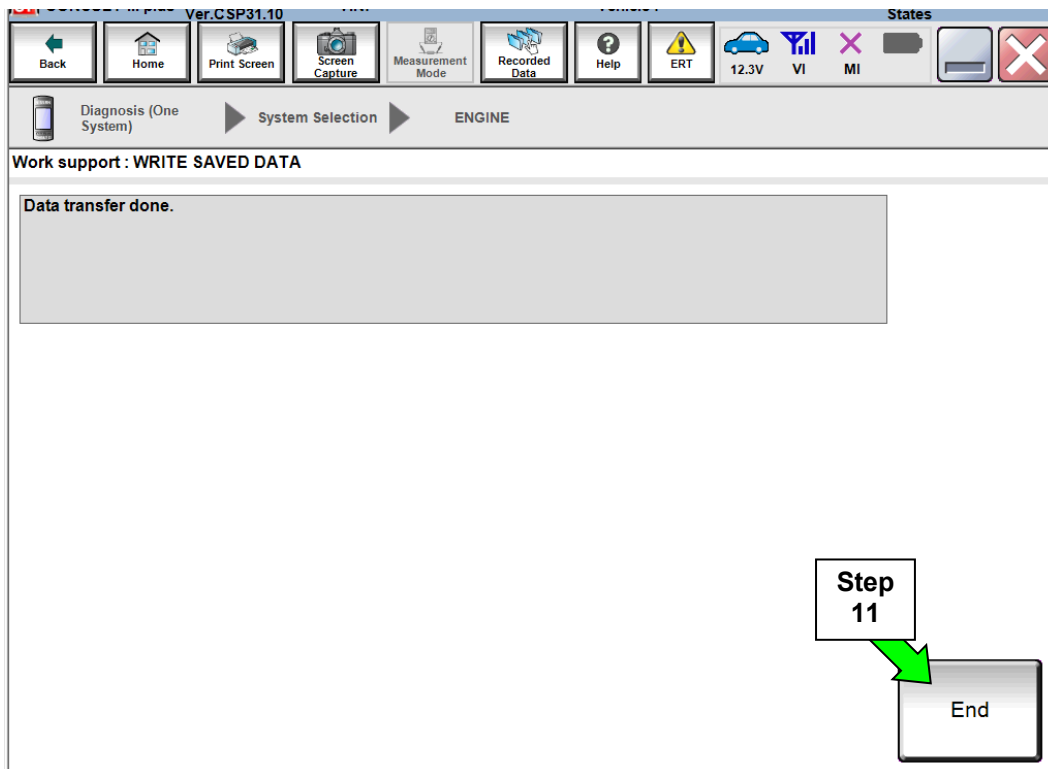 Ver.CSP31.10
States
Back
Home
Print Screen
Screen
Capture
Measurement
Mode
Recorded
Data
Help
ERT
12.3V
VI
MI
Diagnosis (One
System)
System Selection
ENGINE
Work support : WRITE SAVED DATA
Data transfer done.
Step
11
End